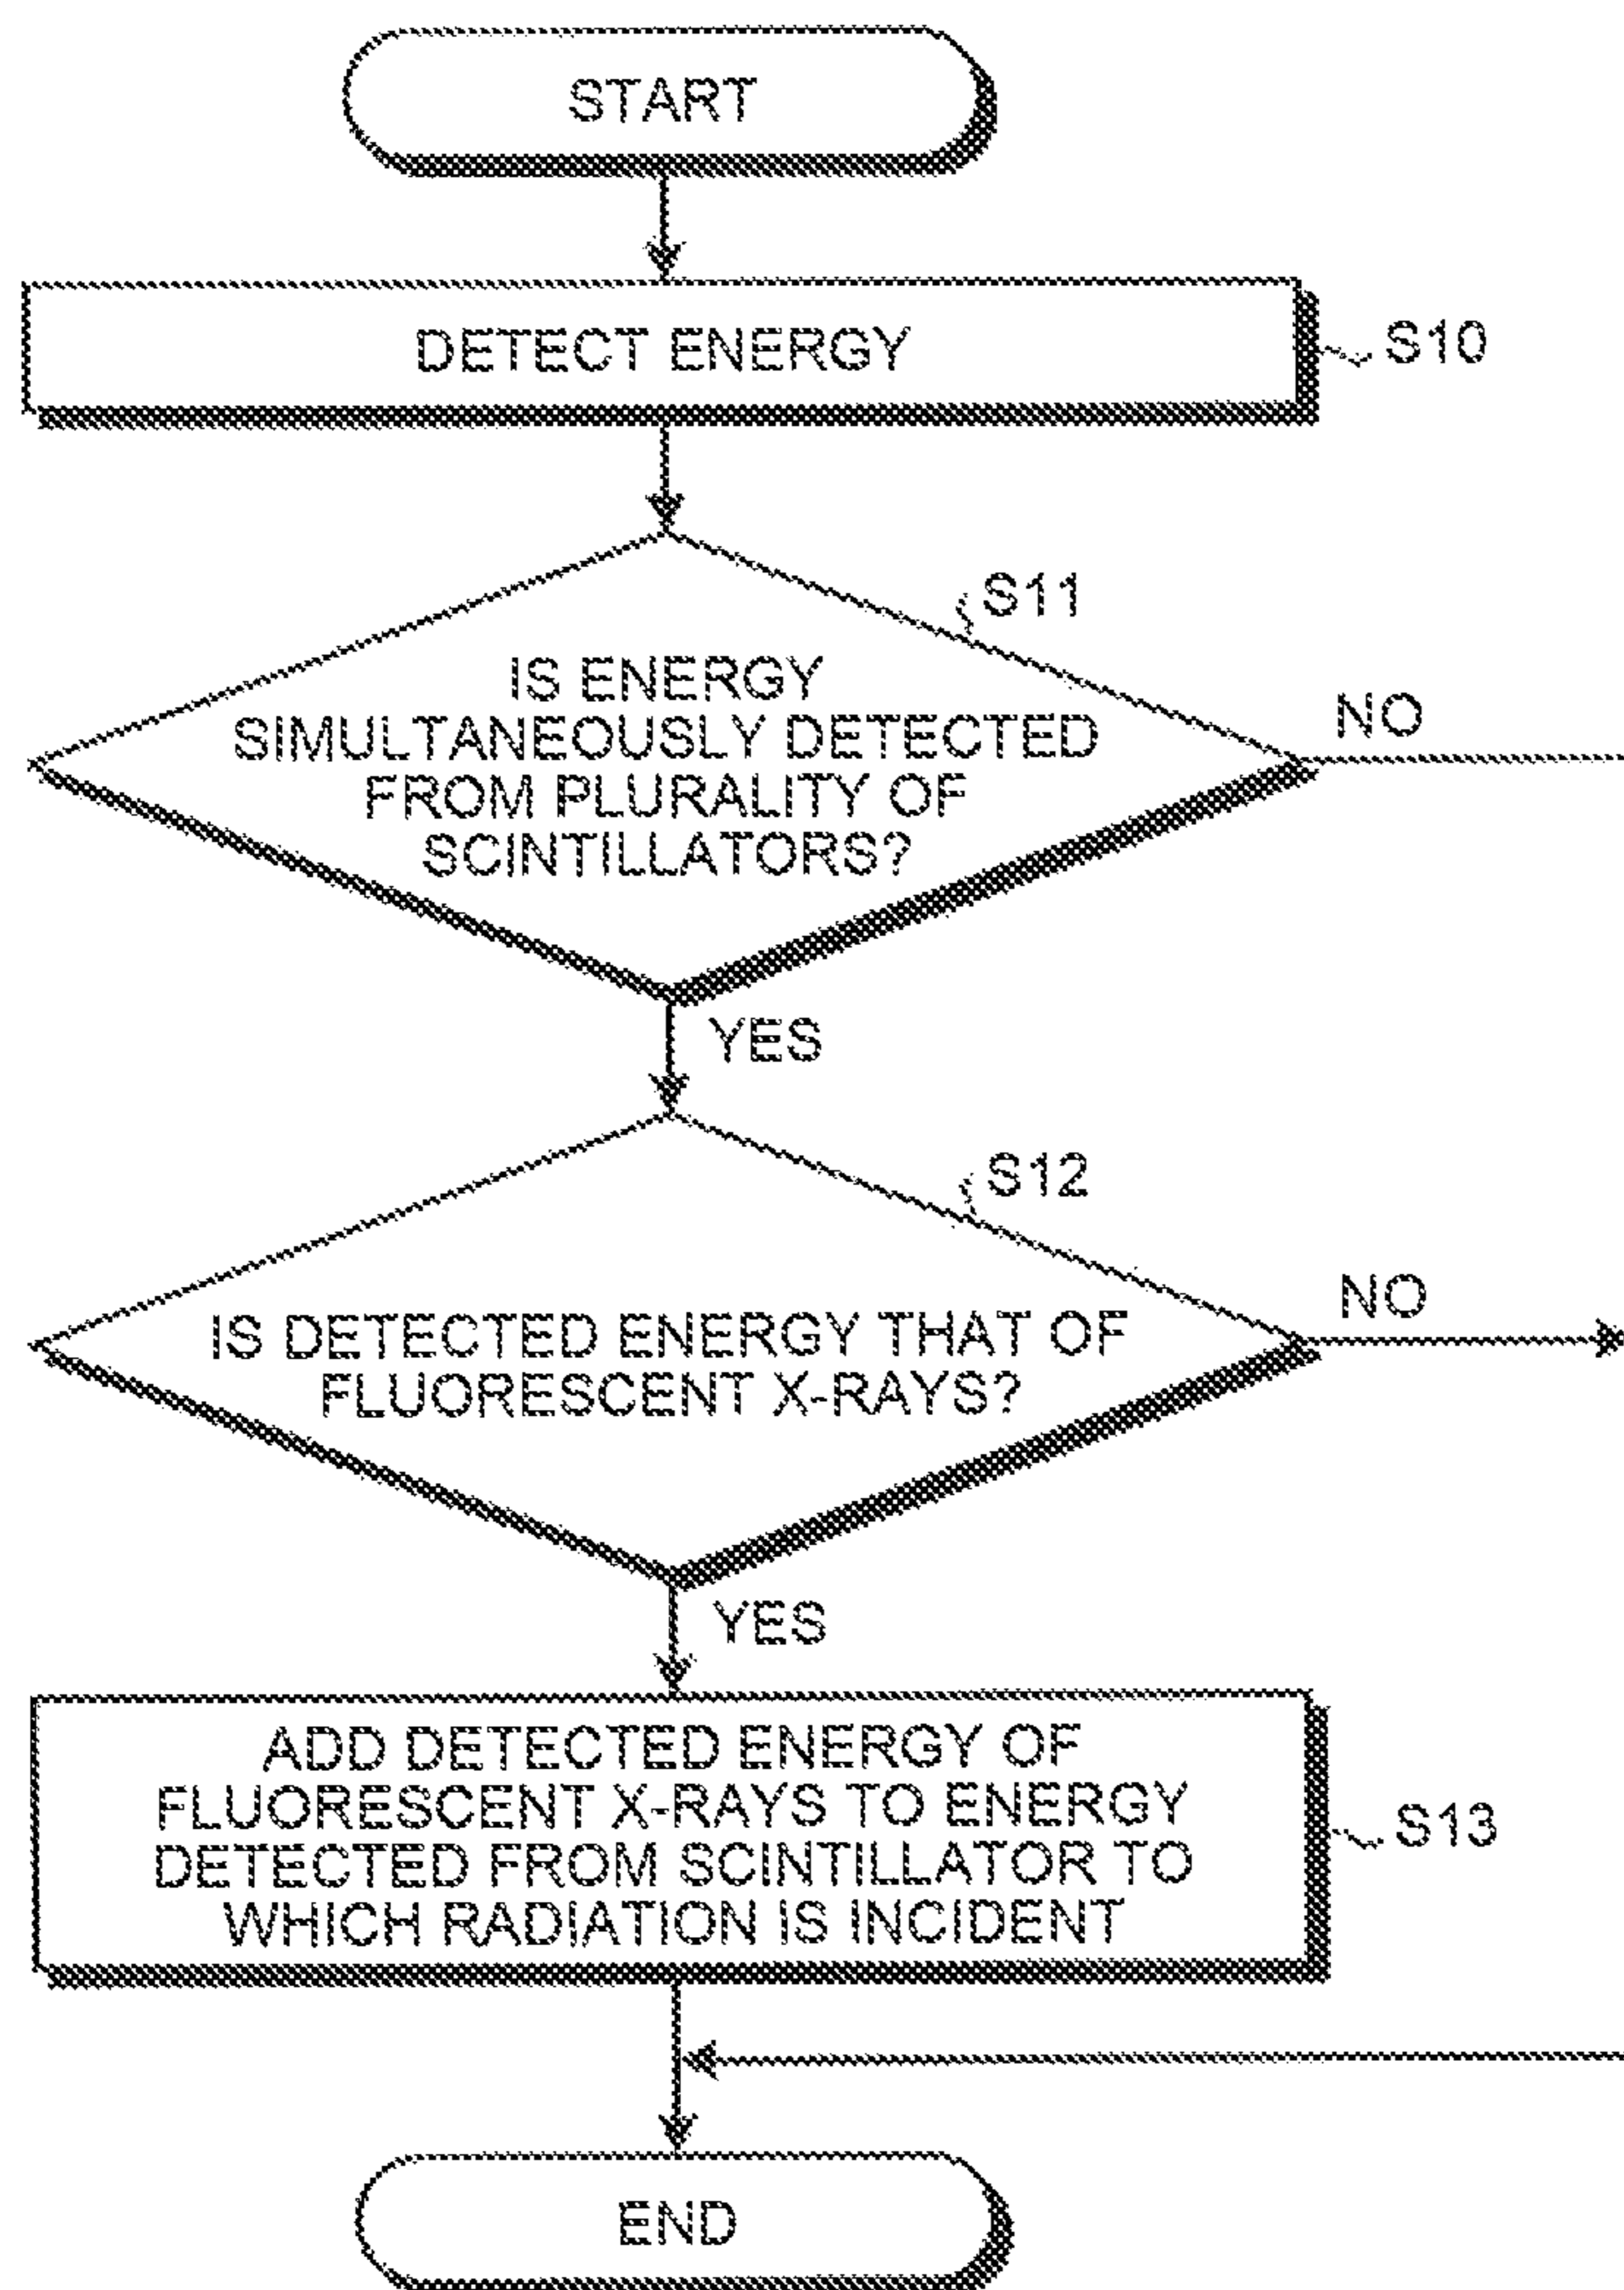 START
DETECT ENERGY
S10
S11
IS ENERGY
SIMULTANEOUSLY DETECTED
FROM PLURALITY OF
SCINTILLATORS?
NO
YES
S12
IS DETECTED ENERGY THAT OF
FLUORESCENT X-RAYS?
NO
YES
ADD DETECTED ENERGY OF
FLUORESCENT X-RAYS TO ENERGY
DETECTED FROM SCINTILLATOR TO
WHICH RADIATION IS INCIDENT
S13
END